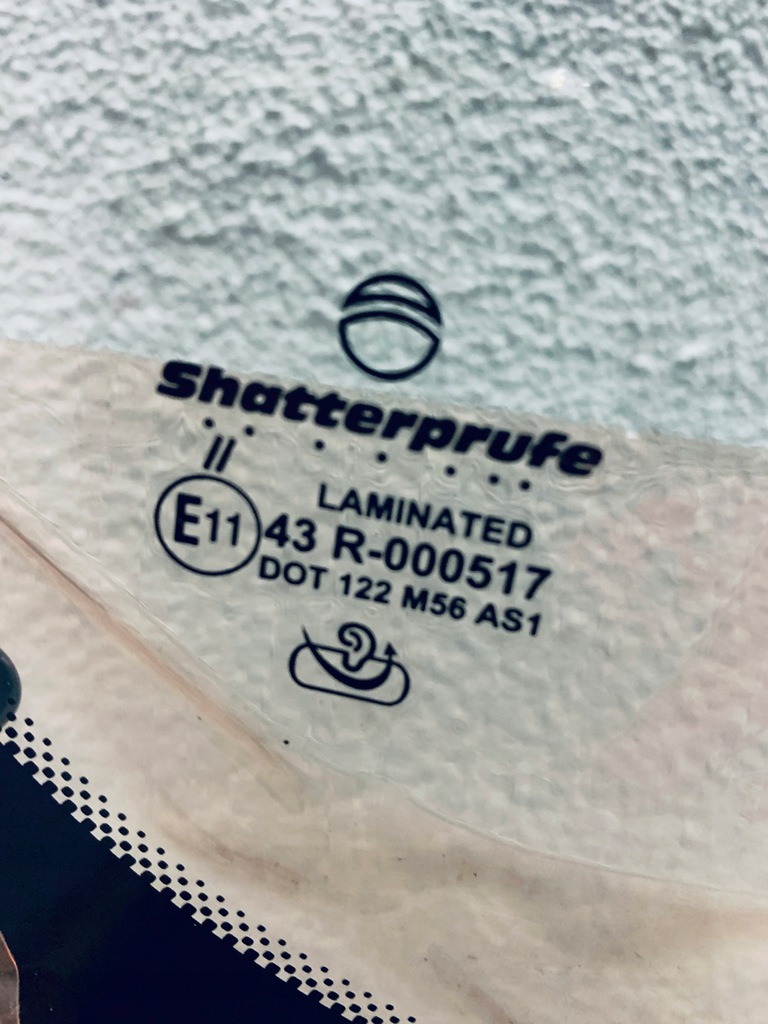 Shatterprufe
LAMINATED
//
E11 43 R-000517
DOT 122 M56 AS1